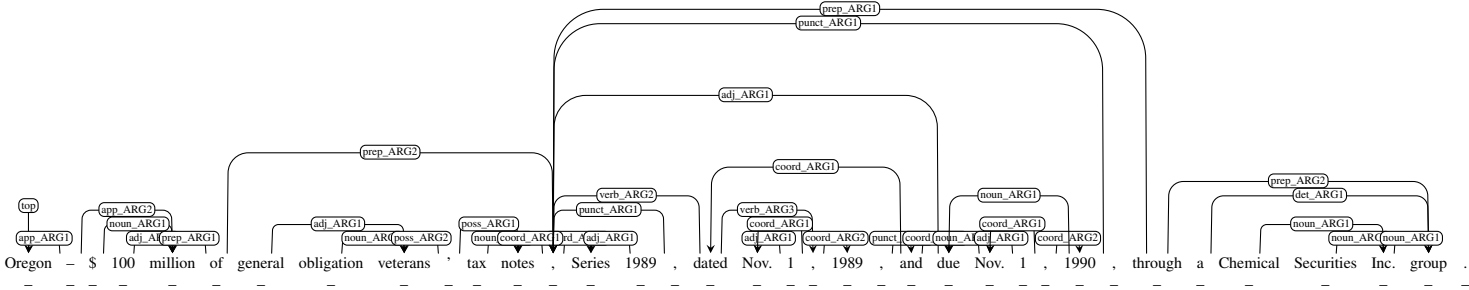 prep_ARG1
punct_ARG1
adj_ARG1
prep_ARG2
coord_ARG1
prep_ARG2
verb_ARG2 noun_ARG1 det_ARG1
top app_ARG2 punct_ARG1 verb_ARG3
noun_ARG1 adj_ARG1 poss_ARG1 coord_ARG1 coord_ARG1 noun_ARG1
app_ARG1 prep_ARG1 poss_ARG2 adj_ARG1 adj_ARG1 coord_ARG2 adj_ARG1 coord_ARG2 noun_ARG1
Oregon – $ 100 million of general obligation veterans ' tax notes , Series 1989 , dated Nov. 1 , 1989 , and due Nov. 1 , 1990 , through a Chemical Securities Inc. group .